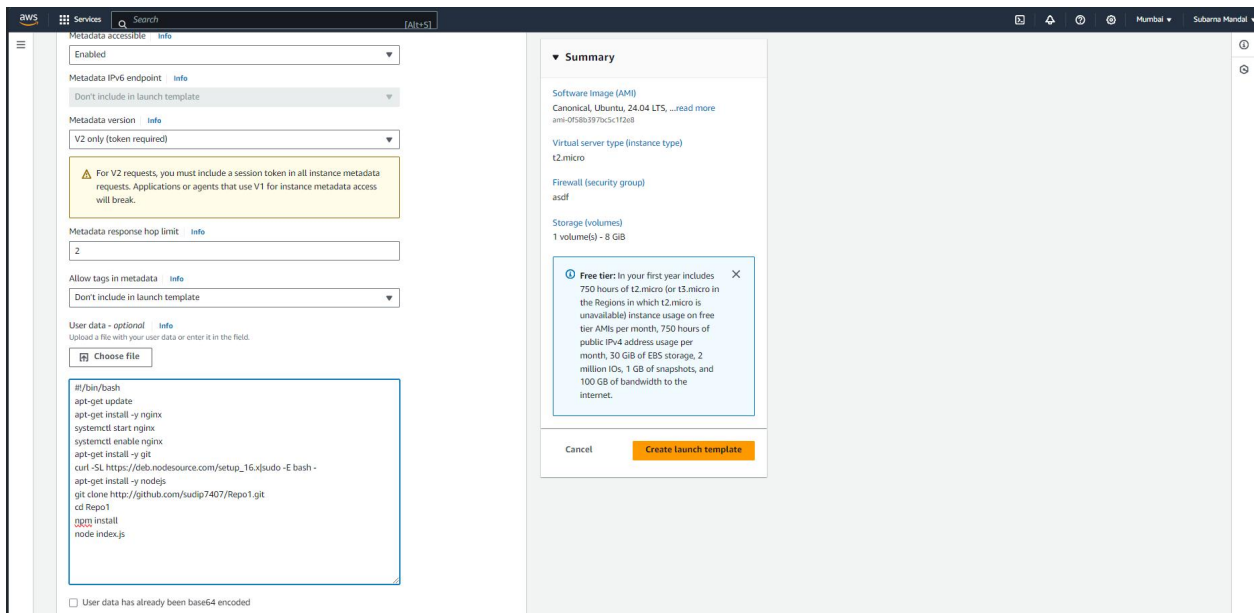 aws
Services
Search
[Alt+S]
Mumbai
Subarna Mandal
Metadata accessible Info
Enabled
Metadata IPv6 endpoint Info
Don't include in launch template
Metadata version Info
V2 only (token required)
For V2 requests, you must include a session token in all instance metadata
requests. Applications or agents that use V1 for instance metadata access
will break.
Metadata response hop limit Info
2
Allow tags in metadata Info
Don't include in launch template
User data - optional Info
Upload a file with your user data or enter it in the field.
Choose file
#!/bin/bash
apt-get update
apt-get install -y nginx
systemctl start nginx
systemctl enable nginx
apt-get install -y git
curl -SL https://deb.nodesource.com/setup_16.x|sudo -E bash -
apt-get install -y nodejs
git clone http://github.com/sudip7407/Repo1.git
cd Repo1
npm install
node index.js
User data has already been base64 encoded
Summary
Software Image (AMI)
Canonical, Ubuntu, 24.04 LTS, ...read more
ami-0f58b397bc5c1f2e8
Virtual server type (instance type)
t2.micro
Firewall (security group)
asdf
Storage (volumes)
1 volume(s) - 8 GiB
Free tier: In your first year includes
750 hours of t2.micro (or t3.micro in
the Regions in which t2.micro is
unavailable) instance usage on free
tier AMIs per month, 750 hours of
public IPv4 address usage per
month, 30 GiB of EBS storage, 2
million IOs, 1 GB of snapshots, and
100 GB of bandwidth to the
internet.
Cancel
Create launch template